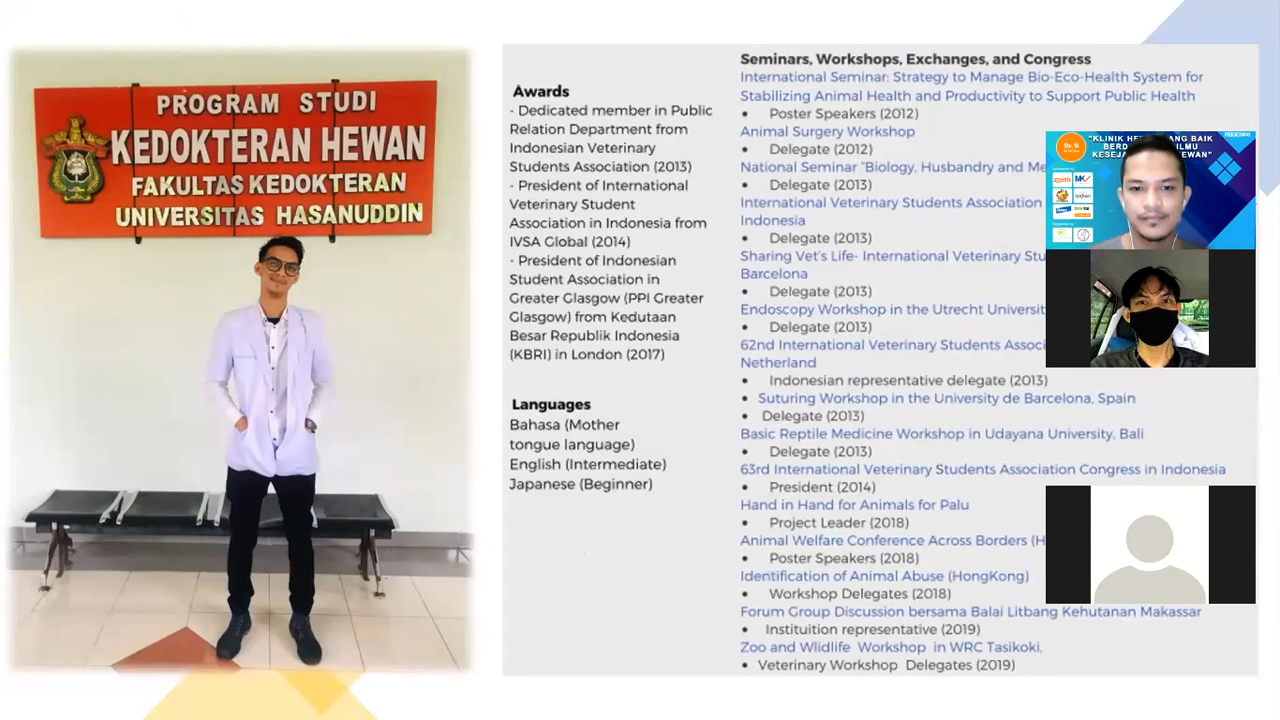 PROGRAM STUDI
KEDOKTERAN HEWAN
FAKULTAS KEDOKTERAN
UNIVERSITAS HASANUDDIN
Awards
- Dedicated member in Public
Relation Department from
Indonesian Veterinary
Students Association (2013)
- President of International
Veterinary Student
Association in Indonesia from
IVSA Global (2014)
- President of Indonesian
Student Association in
Greater Glasgow (PPI Greater
Glasgow) from Kedutaan
Besar Republik Indonesia
(KBRI) in London (2017)
Languages
Bahasa (Mother
tongue language)
English (Intermediate)
Japanese (Beginner)
Seminars, Workshops, Exchanges, and Congress
International Seminar: Strategy to Manage Bio-Eco-Health System for
Stabilizing Animal Health and Productivity to Support Public Health
• Poster Speakers (2012)
Animal Surgery Workshop
• Delegate (2012)
National Seminar "Biology, Husbandry and Me
• Delegate (2013)
International Veterinary Students Association
Indonesia
• Delegate (2013)
Sharing Vet's Life- International Veterinary Stu
Barcelona
• Delegate (2013)
Endoscopy Workshop in the Utrecht Universit
• Delegate (2013)
62nd International Veterinary Students Associ
Netherland
• Indonesian representative delegate (2013)
• Suturing Workshop in the University de Barcelona, Spain
• Delegate (2013)
Basic Reptile Medicine Workshop in Udayana University, Bali
• Delegate (2013)
63rd International Veterinary Students Association Congress in Indonesia
• President (2014)
Hand in Hand for Animals for Palu
• Project Leader (2018)
Animal Welfare Conference Across Borders (H
• Poster Speakers (2018)
Identification of Animal Abuse (HongKong)
• Workshop Delegates (2018)
Forum Group Discussion bersama Balai Litbang Kehutanan Makassar
• Instituition representative (2019)
Zoo and Wlidlife Workshop in WRC Tasikoki,
• Veterinary Workshop Delegates (2019)
"KLINIK HE ANG BAIK
BERD ILMU
KESEJA EWAN"
zoetis